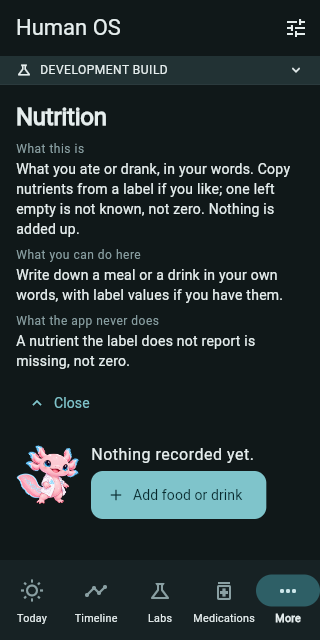 Human OS
DEVELOPMENT BUILD
Nutrition
What this is
What you ate or drank, in your words. Copy
nutrients from a label if you like; one left
empty is not known, not zero. Nothing is
added up.
What you can do here
Write down a meal or a drink in your own
words, with label values if you have them.
What the app never does
A nutrient the label does not report is
missing, not zero.
Close
Nothing recorded yet.
Add food or drink
Today
Timeline
Labs
Medications
More